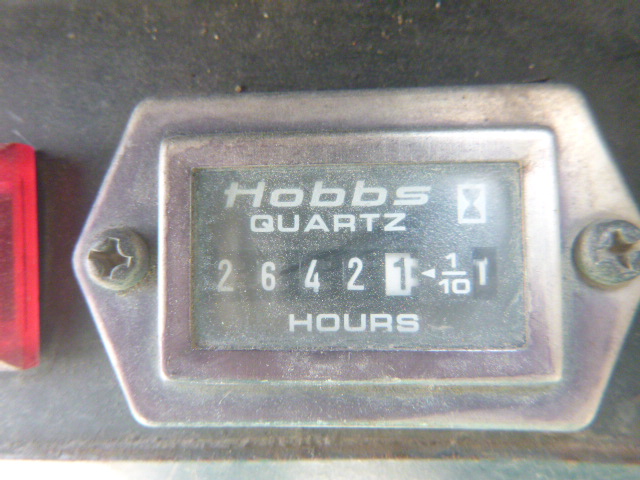 Hobbs
QUARTZ
2 6 4 2 1 ◄ 1/10 1
HOURS